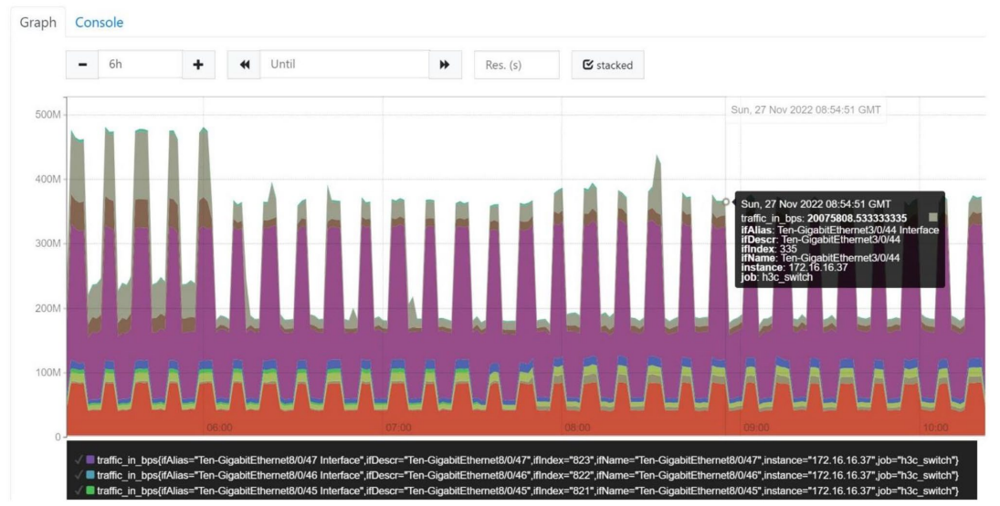 Graph Console
− 6h + Until Res. (s) stacked
500M
Sun, 27 Nov 2022 08:54:51 GMT
400M
Sun, 27 Nov 2022 08:54:51 GMT
traffic_in_bps: 20075808.533333335
ifAlias: Ten-GigabitEthernet3/0/44 Interface
ifDescr: Ten-GigabitEthernet3/0/44
ifIndex: 335
ifName: Ten-GigabitEthernet3/0/44
instance: 172.16.16.37
job: h3c_switch
300M
200M
100M
0
06:00 07:00 08:00 09:00 10:00
✓ traffic_in_bps{ifAlias="Ten-GigabitEthernet8/0/47 Interface",ifDescr="Ten-GigabitEthernet8/0/47",ifIndex="823",ifName="Ten-GigabitEthernet8/0/47",instance="172.16.16.37",job="h3c_switch"}
✓ traffic_in_bps{ifAlias="Ten-GigabitEthernet8/0/46 Interface",ifDescr="Ten-GigabitEthernet8/0/46",ifIndex="822",ifName="Ten-GigabitEthernet8/0/46",instance="172.16.16.37",job="h3c_switch"}
✓ traffic_in_bps{ifAlias="Ten-GigabitEthernet8/0/45 Interface",ifDescr="Ten-GigabitEthernet8/0/45",ifIndex="821",ifName="Ten-GigabitEthernet8/0/45",instance="172.16.16.37",job="h3c_switch"}